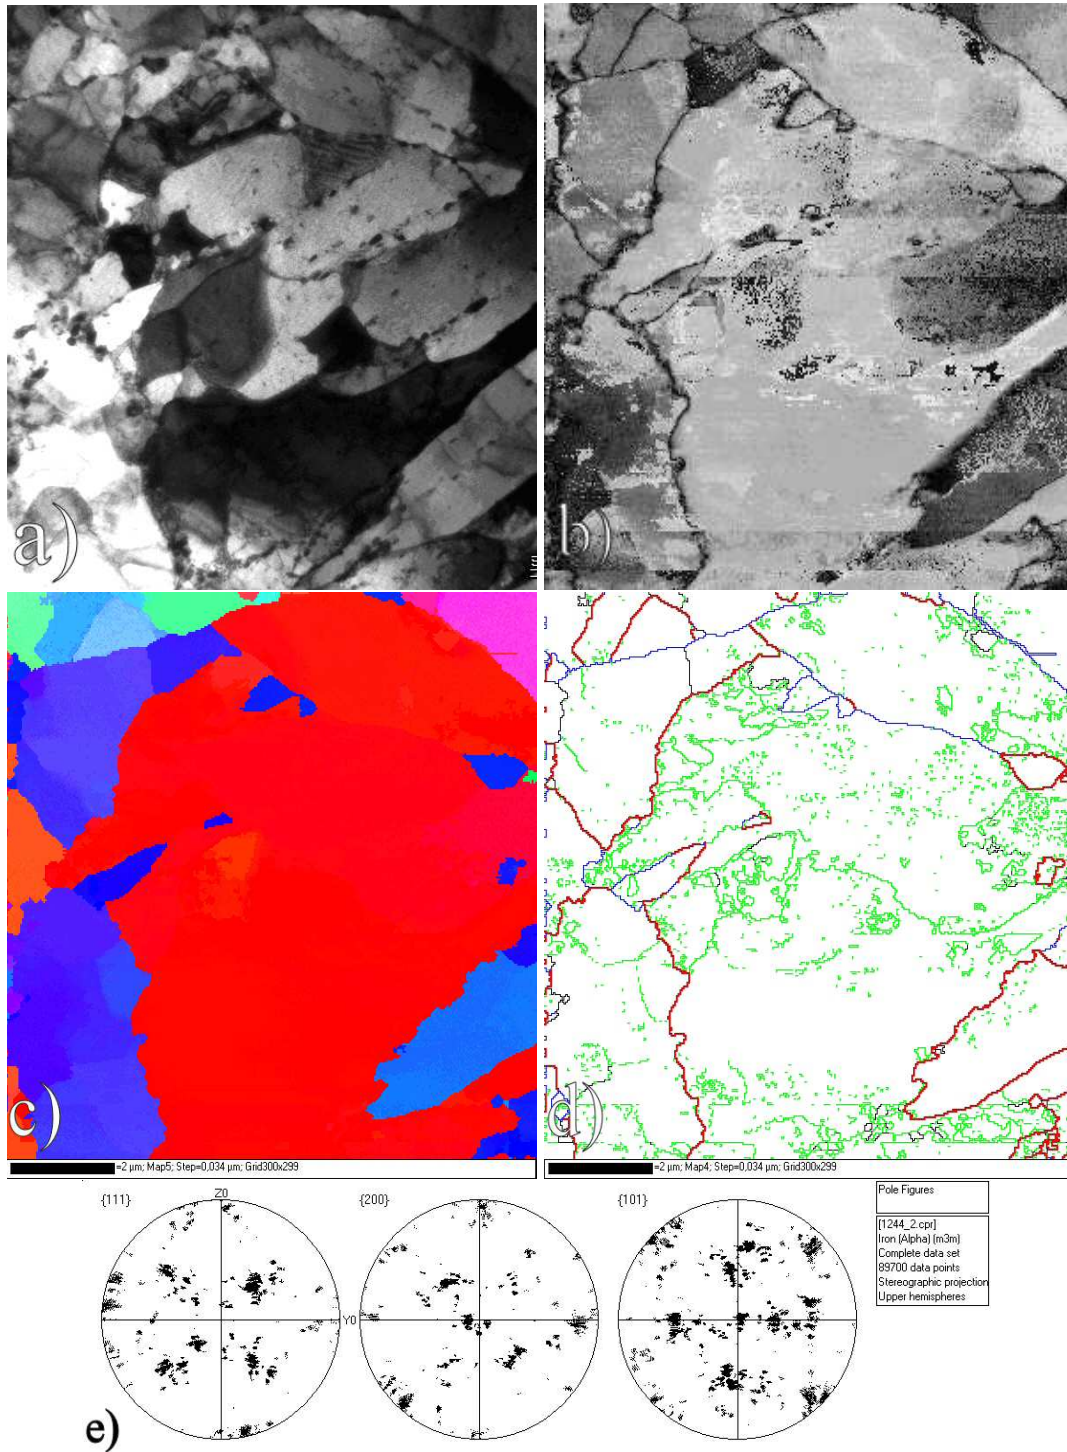 a)
b)
c)
d)
=2 µm; Map5; Step=0,034 µm; Grid300x299
=2 µm; Map4; Step=0,034 µm; Grid300x299
{111}
Z0
{200}
{101}
Y0
Pole Figures
[1244_2.cpr]
Iron (Alpha) (m3m)
Complete data set
89700 data points
Stereographic projection
Upper hemispheres
e)